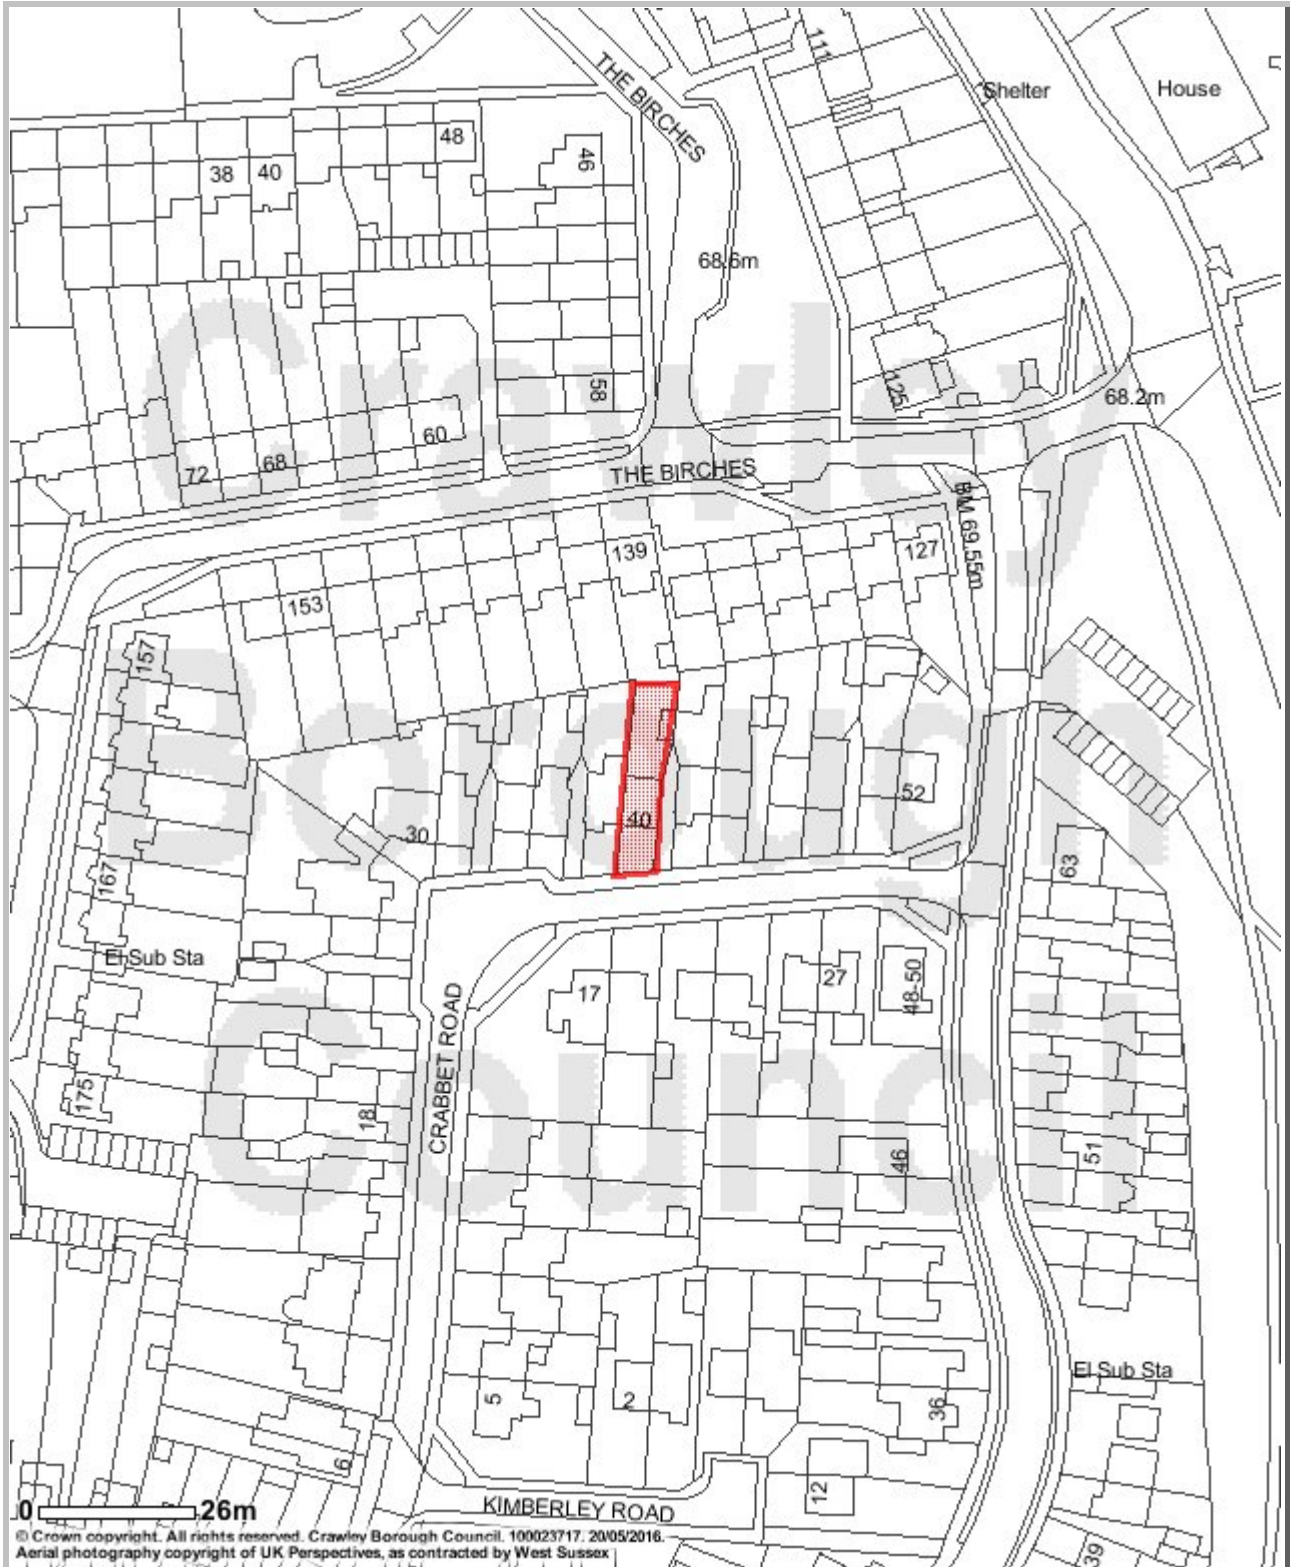 THE BIRCHES
111
Shelter
House
48
46
38
40
68.6m
58
125
68.2m
60
68
72
THE BIRCHES
BM 69.55m
139
127
153
157
Crawley
Borough
Council
52
40
30
63
167
El Sub Sta
17
27
48-50
CRABBET ROAD
175
18
46
51
El Sub Sta
5
2
36
6
12
KIMBERLEY ROAD
39
0 26m
© Crown copyright. All rights reserved. Crawley Borough Council. 100023717. 20/05/2016.
Aerial photography copyright of UK Perspectives, as contracted by West Sussex